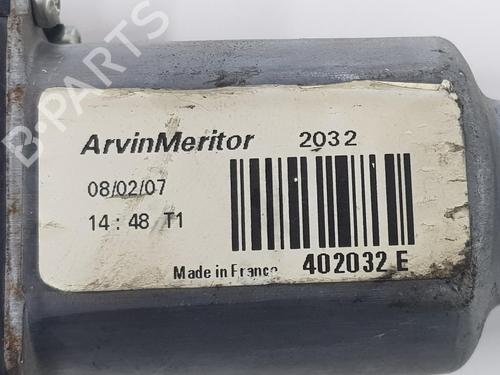 ArvinMeritor 2032
08/02/07
14:48 T1
Made in France 402032 E
B-PARTS